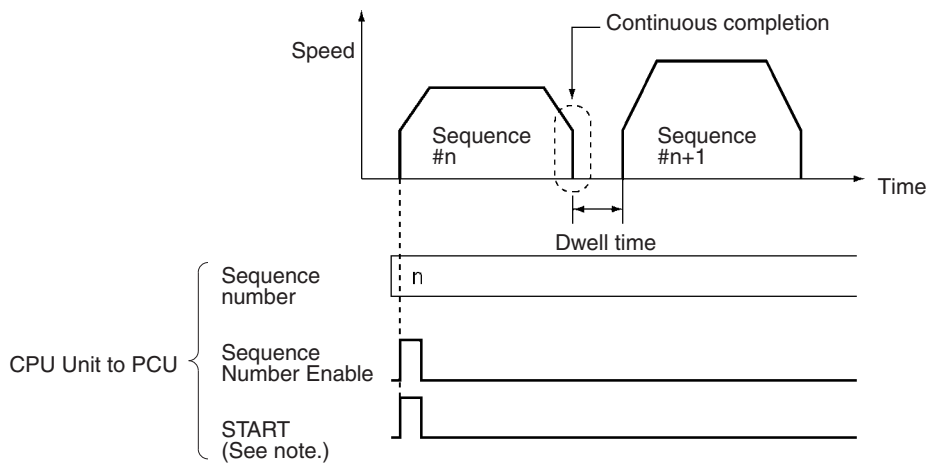 Continuous completion
Speed
Sequence
#n
Sequence
#n+1
Time
Dwell time
Sequence
number
n
CPU Unit to PCU
Sequence
Number Enable
START
(See note.)